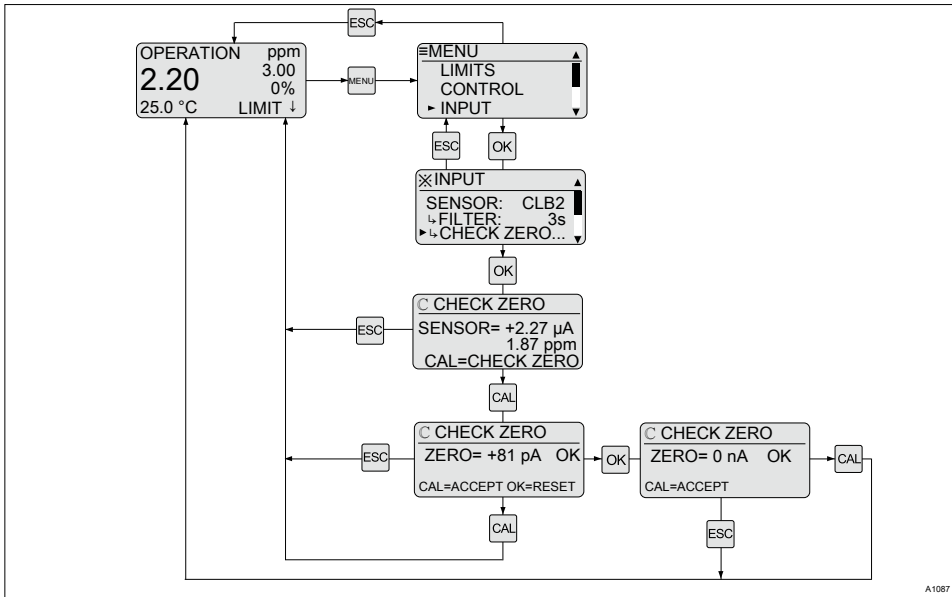 ESC
OPERATION ppm
2.20 3.00
0%
25.0 °C LIMIT ↓
MENU
≡MENU ▲
LIMITS
CONTROL
► INPUT ▼
ESC OK
※INPUT ▲
SENSOR: CLB2
↳FILTER: 3s
►↳CHECK ZERO... ▼
OK
ℂ CHECK ZERO
SENSOR= +2.27 µA
1.87 ppm
CAL=CHECK ZERO
ESC
CAL
ℂ CHECK ZERO
ZERO= +81 pA OK
CAL=ACCEPT OK=RESET
ESC
OK
ℂ CHECK ZERO
ZERO= 0 nA OK
CAL=ACCEPT
CAL
CAL
ESC
A1087